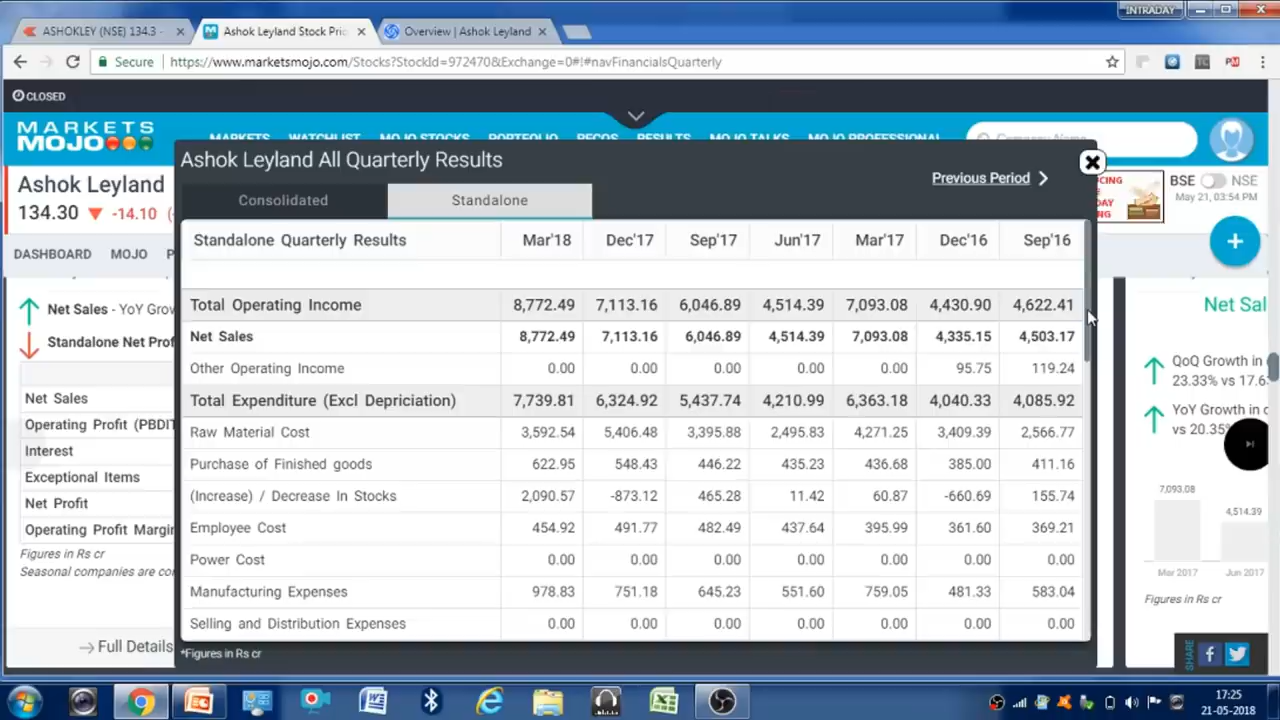 INTRADAY
ASHOKLEY (NSE) 134.3 -
Ashok Leyland Stock Pric
Overview | Ashok Leyland
Secure | https://www.marketsmojo.com/Stocks?StockId=972470&Exchange=0#!#navFinancialsQuarterly
CLOSED
MARKETS
MOJO
MARKETS WATCHLIST MOJO STOCKS PORTFOLIO RECOS RESULTS MOJO TALKS MOJO PROFESSIONAL
Company Name
Ashok Leyland
134.30 -14.10
BSE NSE
May 21, 03:54 PM
DASHBOARD MOJO
Ashok Leyland All Quarterly Results
Previous Period
Consolidated Standalone
Standalone Quarterly Results Mar'18 Dec'17 Sep'17 Jun'17 Mar'17 Dec'16 Sep'16
Total Operating Income 8,772.49 7,113.16 6,046.89 4,514.39 7,093.08 4,430.90 4,622.41
Net Sales 8,772.49 7,113.16 6,046.89 4,514.39 7,093.08 4,335.15 4,503.17
Other Operating Income 0.00 0.00 0.00 0.00 0.00 95.75 119.24
Total Expenditure (Excl Depriciation) 7,739.81 6,324.92 5,437.74 4,210.99 6,363.18 4,040.33 4,085.92
Raw Material Cost 3,592.54 5,406.48 3,395.88 2,495.83 4,271.25 3,409.39 2,566.77
Purchase of Finished goods 622.95 548.43 446.22 435.23 436.68 385.00 411.16
(Increase) / Decrease In Stocks 2,090.57 -873.12 465.28 11.42 60.87 -660.69 155.74
Employee Cost 454.92 491.77 482.49 437.64 395.99 361.60 369.21
Power Cost 0.00 0.00 0.00 0.00 0.00 0.00 0.00
Manufacturing Expenses 978.83 751.18 645.23 551.60 759.05 481.33 583.04
Selling and Distribution Expenses 0.00 0.00 0.00 0.00 0.00 0.00 0.00
*Figures in Rs cr
Net Sales - YoY Grow
Standalone Net Prof
Net Sales
Operating Profit (PBDIT
Interest
Exceptional Items
Net Profit
Operating Profit Margin
Figures in Rs cr
Seasonal companies are con
Full Details
Net Sal
QoQ Growth in
23.33% vs 17.6
YoY Growth in
vs 20.35%
7,093.08
4,514.39
Mar 2017 Jun 2017
Figures in Rs cr
SHARE
17:25
21-05-2018